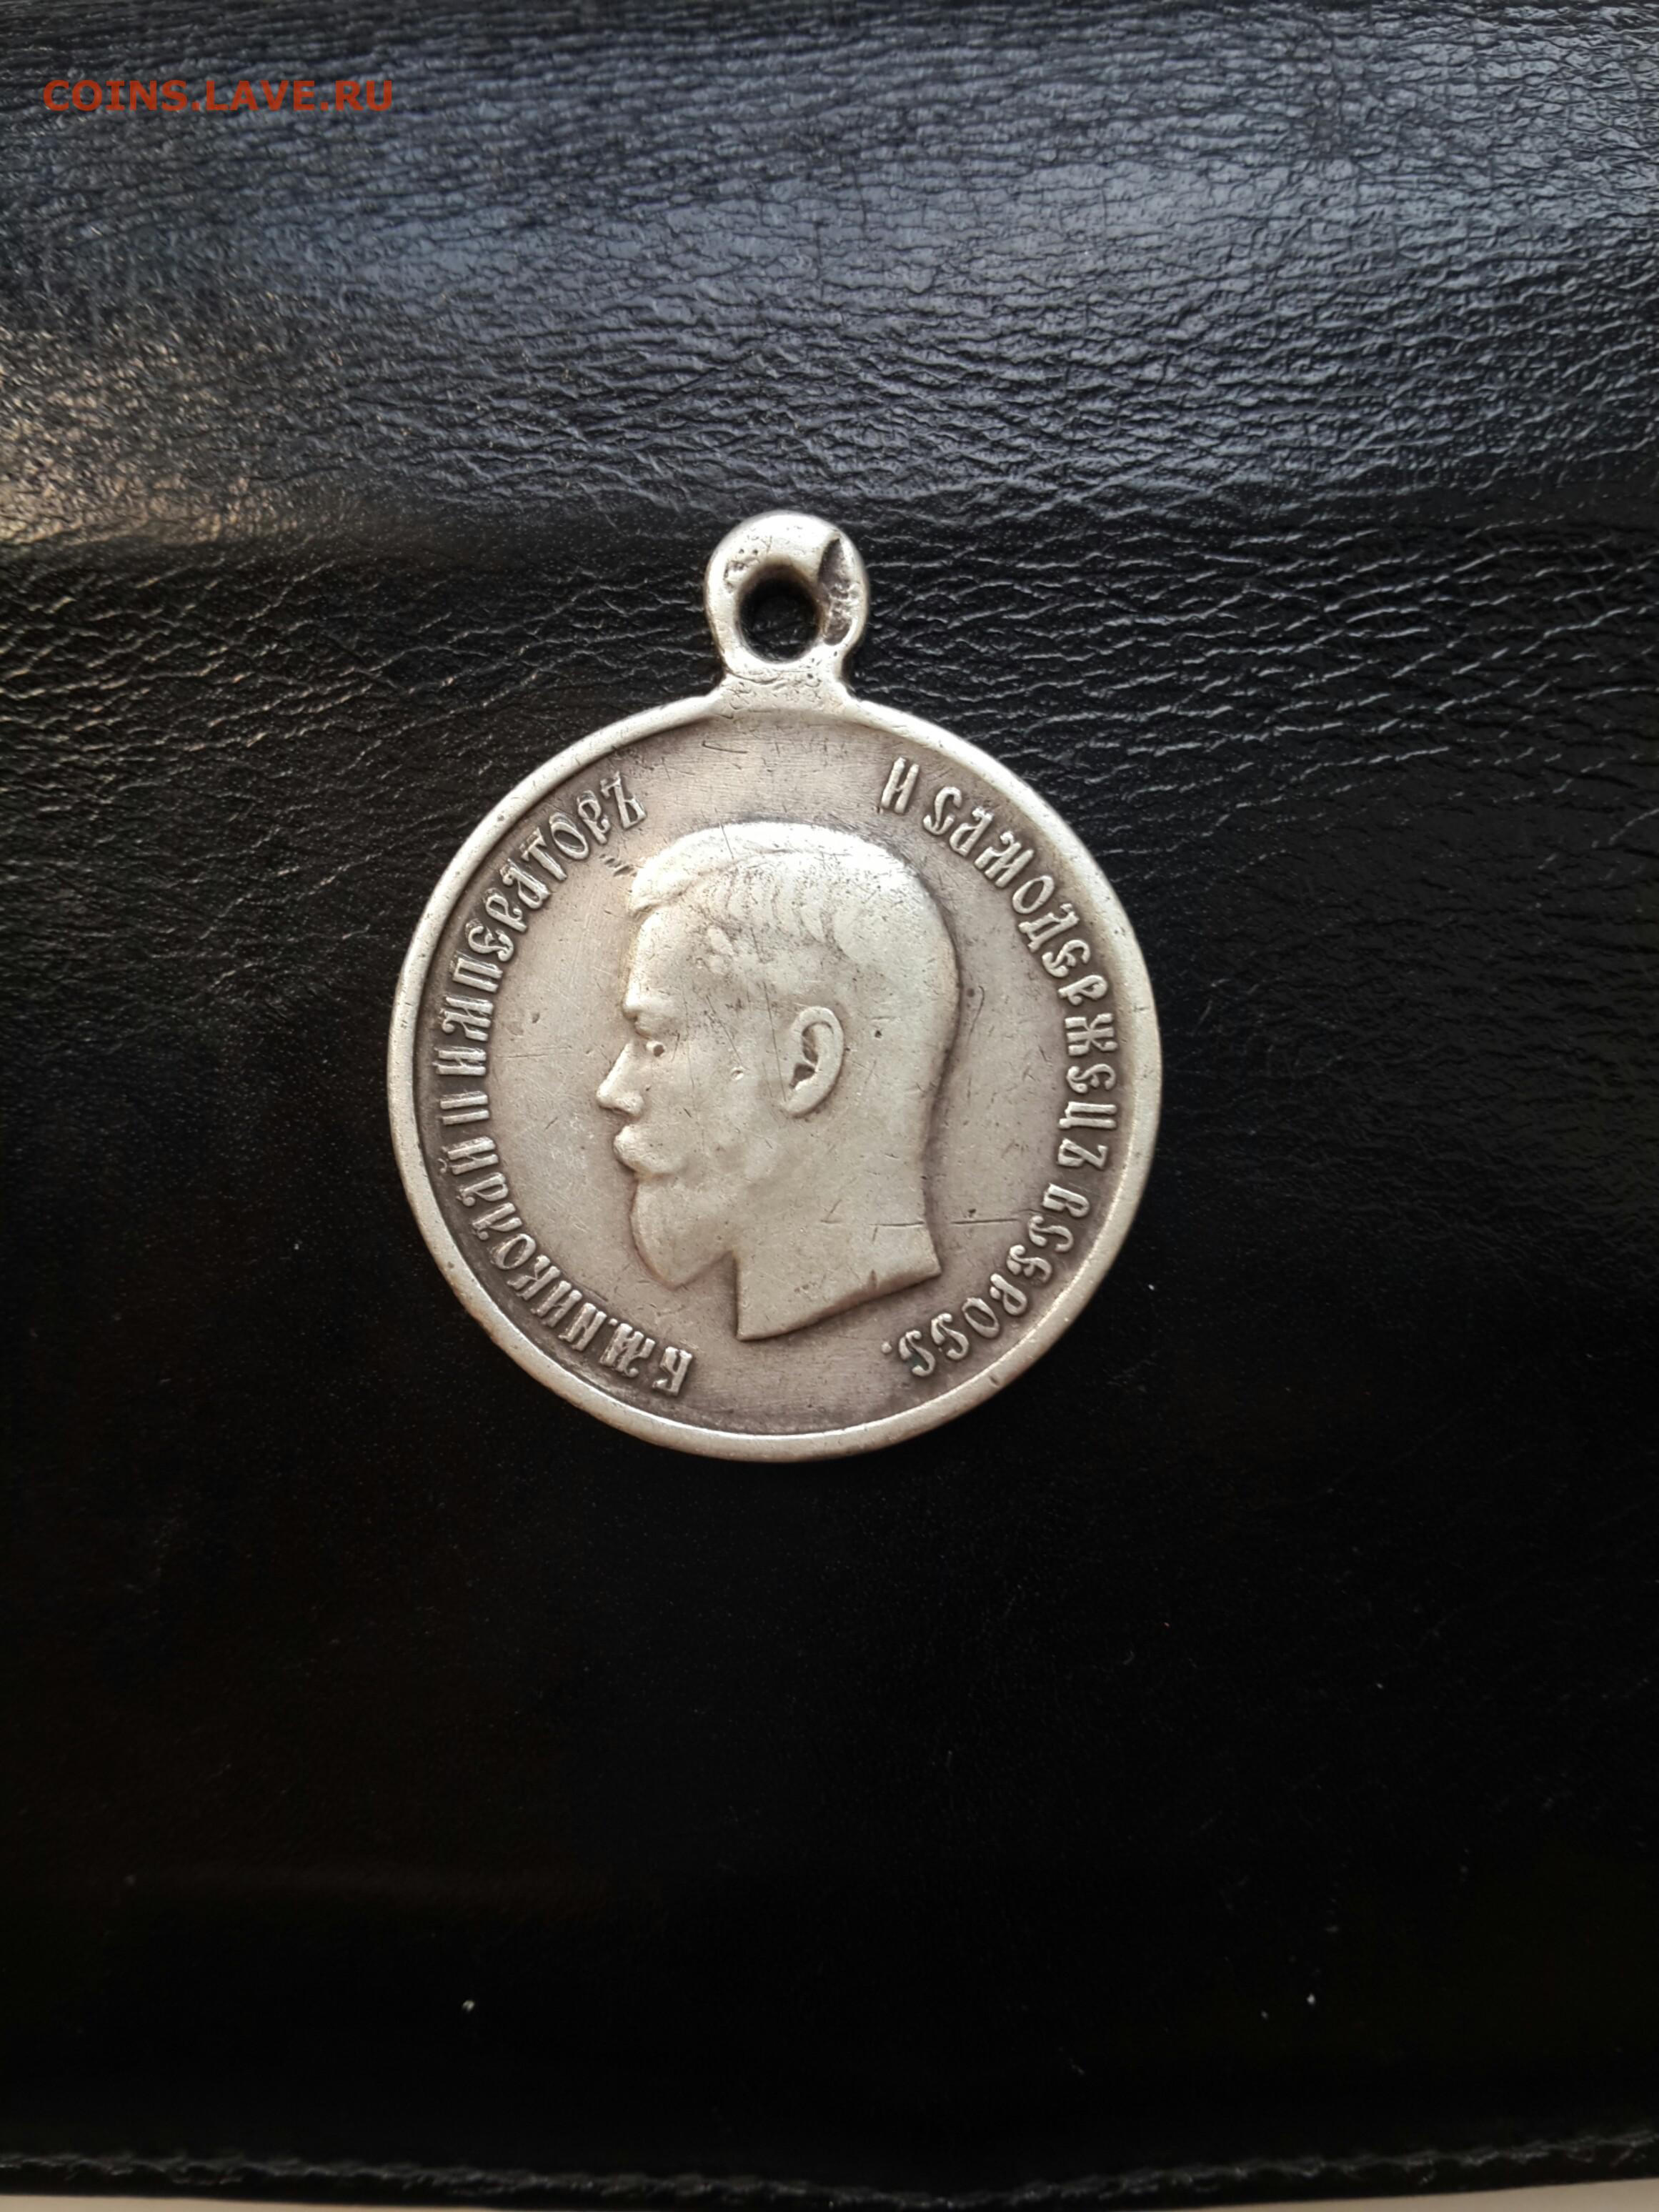 COINS.LAVE.RU
Б.М. НИКОЛАЙ II ИМПЕРАТОРЪ
И САМОДЕРЖЕЦЪ ВСЕРОСС.